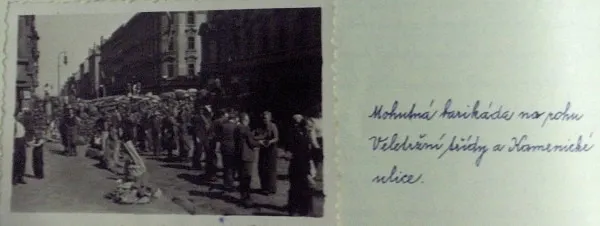 Mohutná barikáda na rohu
Veletržní třídy a Kamenické
ulice.